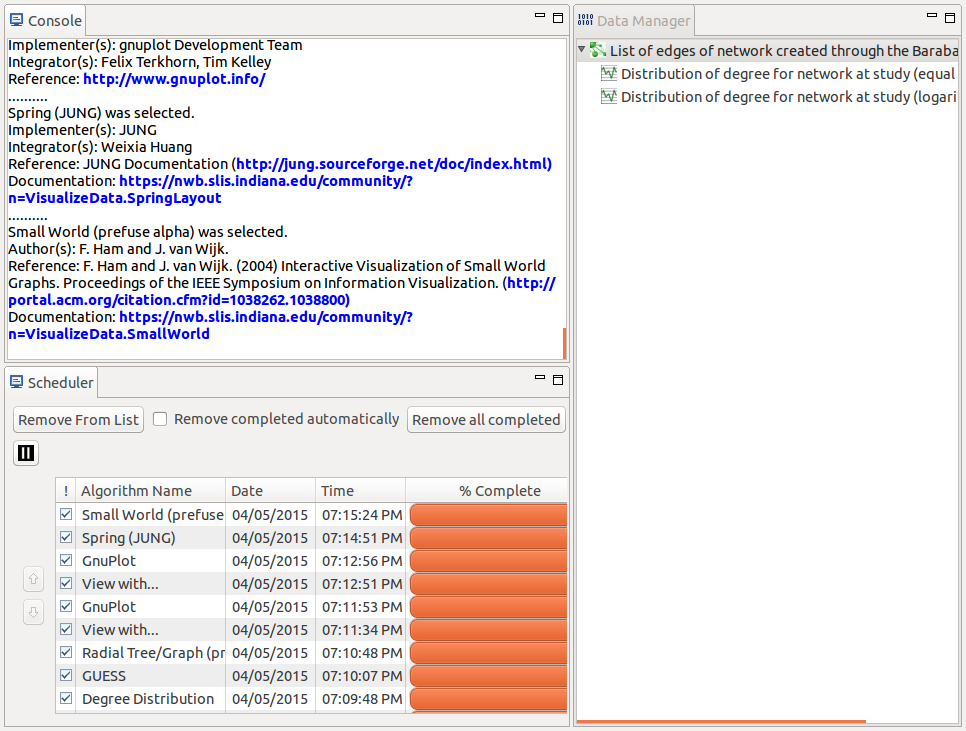 Console
Implementer(s): gnuplot Development Team
Integrator(s): Felix Terkhorn, Tim Kelley
Reference: http://www.gnuplot.info/
..........
Spring (JUNG) was selected.
Implementer(s): JUNG
Integrator(s): Weixia Huang
Reference: JUNG Documentation (http://jung.sourceforge.net/doc/index.html)
Documentation: https://nwb.slis.indiana.edu/community/?
n=VisualizeData.SpringLayout
..........
Small World (prefuse alpha) was selected.
Author(s): F. Ham and J. van Wijk.
Reference: F. Ham and J. van Wijk. (2004) Interactive Visualization of Small World
Graphs. Proceedings of the IEEE Symposium on Information Visualization. (http://
portal.acm.org/citation.cfm?id=1038262.1038800)
Documentation: https://nwb.slis.indiana.edu/community/?
n=VisualizeData.SmallWorld
Scheduler
Remove From List Remove completed automatically Remove all completed
! Algorithm Name Date Time % Complete
Small World (prefuse 04/05/2015 07:15:24 PM
Spring (JUNG) 04/05/2015 07:14:51 PM
GnuPlot 04/05/2015 07:12:56 PM
View with... 04/05/2015 07:12:51 PM
GnuPlot 04/05/2015 07:11:53 PM
View with... 04/05/2015 07:11:34 PM
Radial Tree/Graph (pr 04/05/2015 07:10:48 PM
GUESS 04/05/2015 07:10:07 PM
Degree Distribution 04/05/2015 07:09:48 PM
Data Manager
List of edges of network created through the Baraba
Distribution of degree for network at study (equal
Distribution of degree for network at study (logari